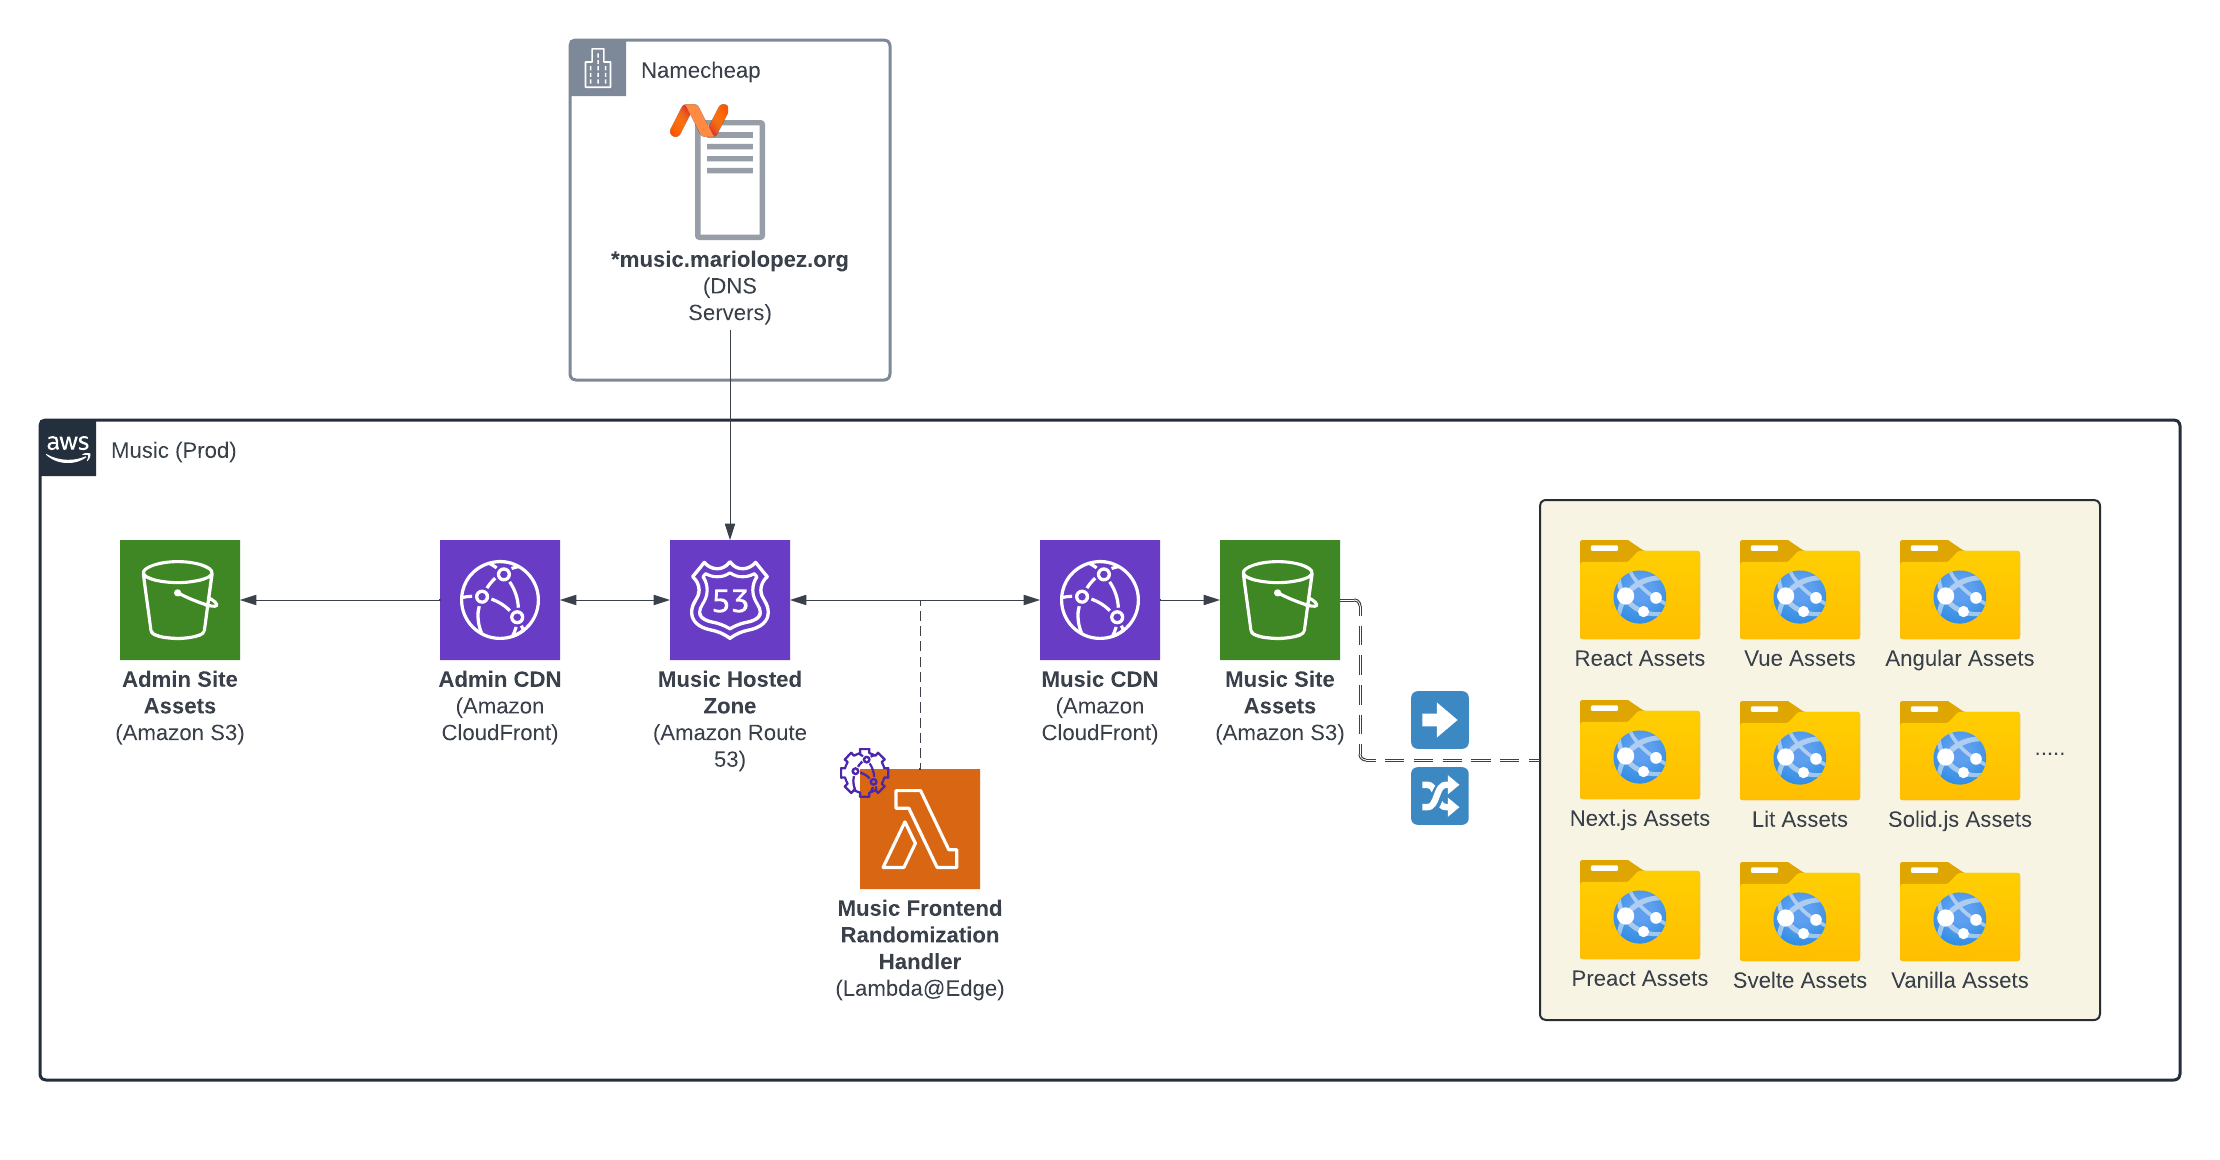 Namecheap
*music.mariolopez.org
(DNS
Servers)
aws
Music (Prod)
53
Admin Site
Assets
(Amazon S3)
Admin CDN
(Amazon
CloudFront)
Music Hosted
Zone
(Amazon Route
53)
Music CDN
(Amazon
CloudFront)
Music Site
Assets
(Amazon S3)
Music Frontend
Randomization
Handler
(Lambda@Edge)
React Assets
Vue Assets
Angular Assets
Next.js Assets
Lit Assets
Solid.js Assets
.....
Preact Assets
Svelte Assets
Vanilla Assets